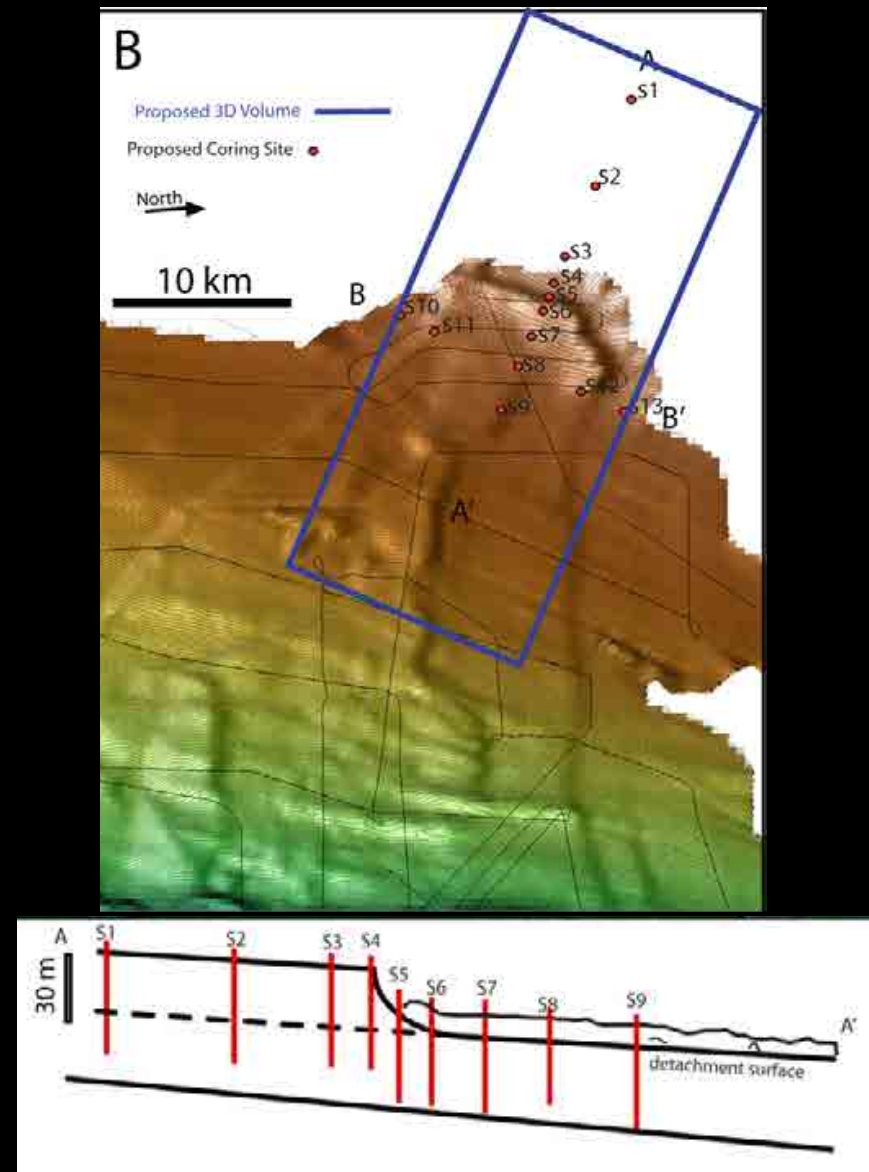 B
A
S1
Proposed 3D Volume
Proposed Coring Site
S2
North
S3
S4
10 km
B
S5
S10
S6
S11
S7
S8
S12
S9
S13
B'
A'
A
S1
S2
S3
S4
30 m
S5
S6
S7
S8
S9
A'
detachment surface